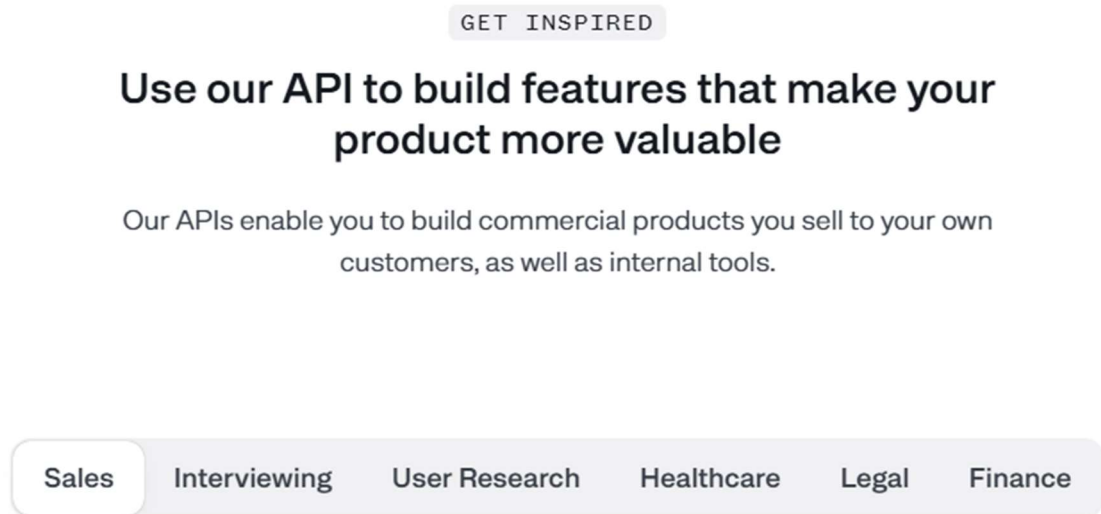 GET INSPIRED
Use our API to build features that make your
product more valuable
Our APIs enable you to build commercial products you sell to your own
customers, as well as internal tools.
Sales Interviewing User Research Healthcare Legal Finance